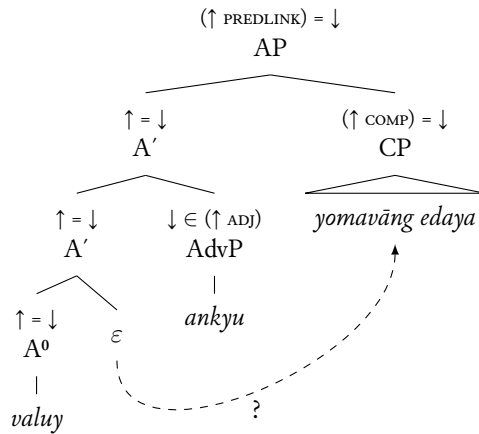 (↑ PREDLINK) = ↓
AP
↑ = ↓ (↑ COMP) = ↓
A′ CP
↑ = ↓ ↓ ∈ (↑ ADJ) yomavāng edaya
A′ AdvP
↑ = ↓ ε ankyu
A⁰
valuy ?